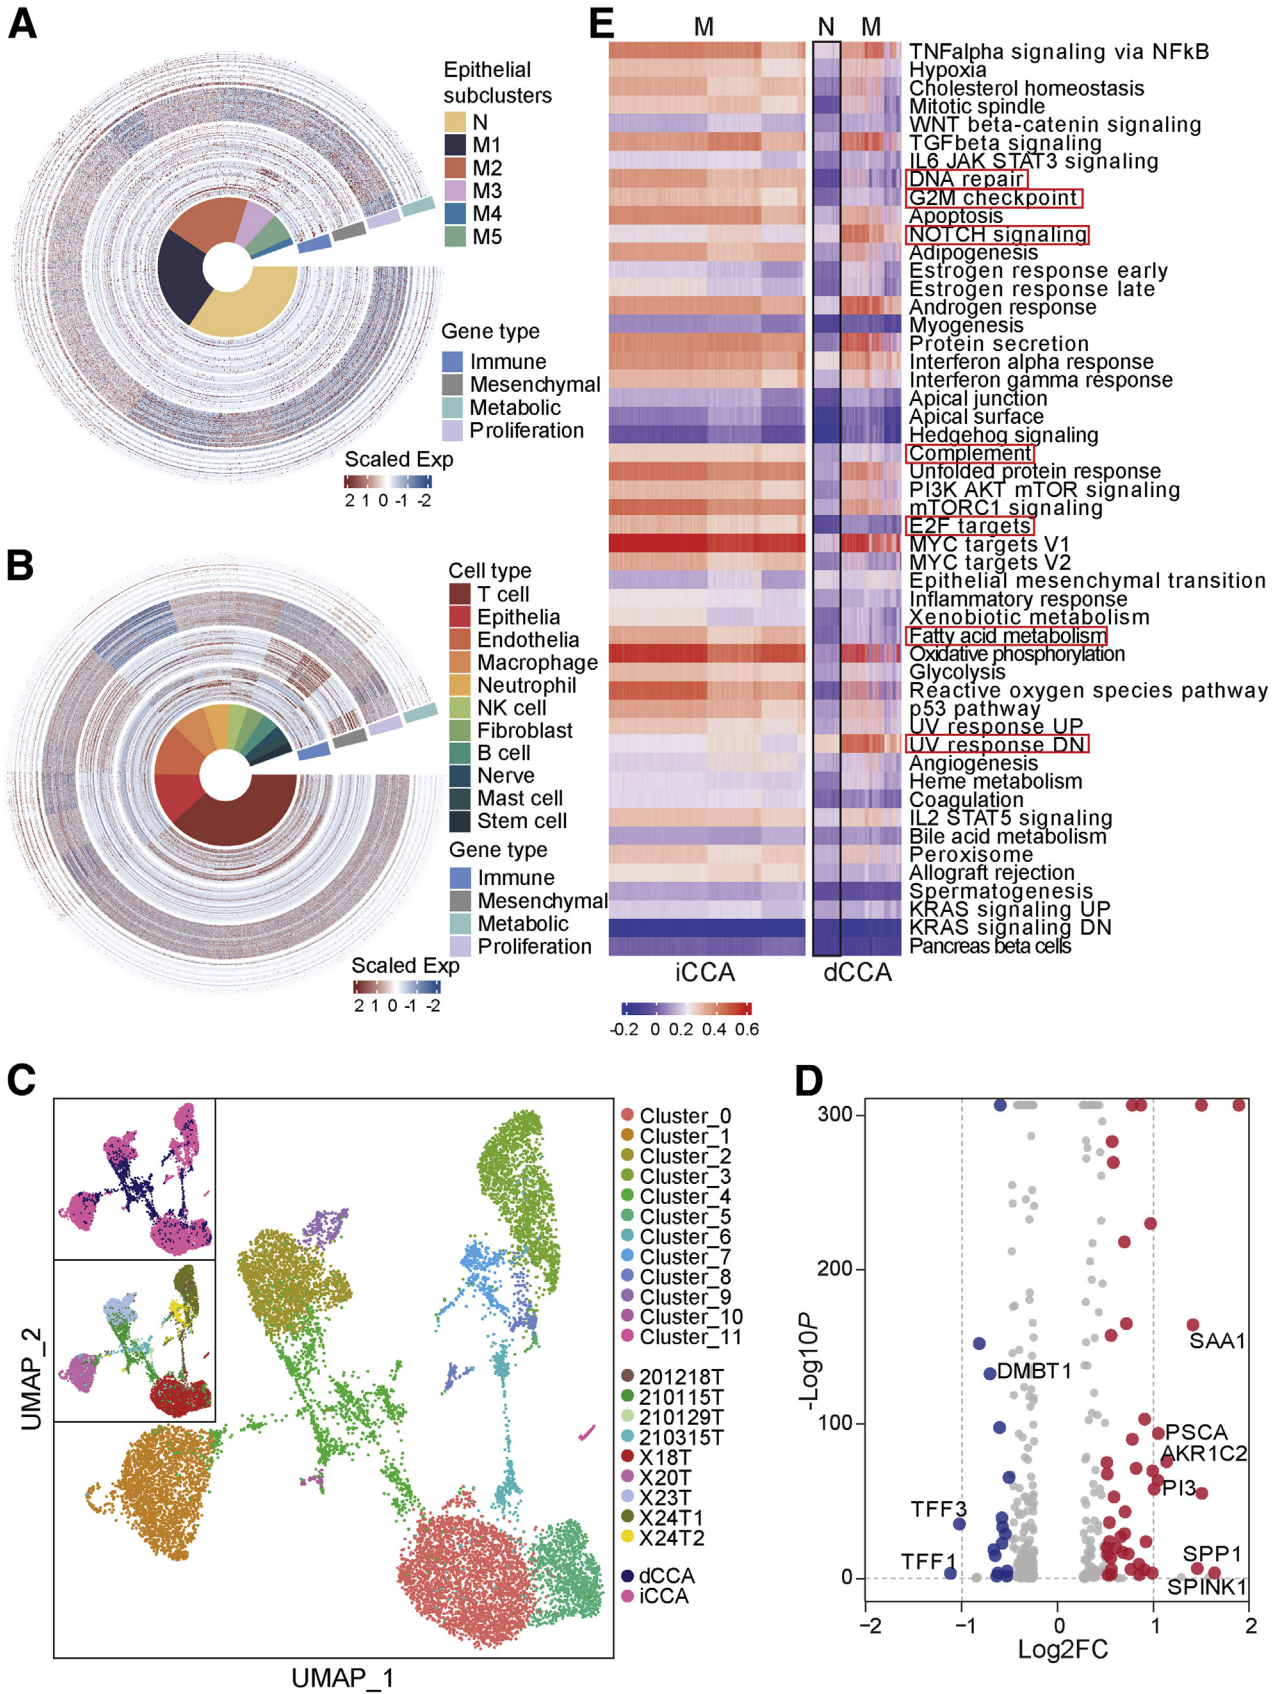 A
Epithelial
subclusters
N
M1
M2
M3
M4
M5
Gene type
Immune
Mesenchymal
Metabolic
Proliferation
Scaled Exp
2 1 0 -1 -2
B
Cell type
T cell
Epithelia
Endothelia
Macrophage
Neutrophil
NK cell
Fibroblast
B cell
Nerve
Mast cell
Stem cell
Gene type
Immune
Mesenchymal
Metabolic
Proliferation
Scaled Exp
2 1 0 -1 -2
E
M N M
TNFalpha signaling via NFkB
Hypoxia
Cholesterol homeostasis
Mitotic spindle
WNT beta-catenin signaling
TGFbeta signaling
IL6 JAK STAT3 signaling
DNA repair
G2M checkpoint
Apoptosis
NOTCH signaling
Adipogenesis
Estrogen response early
Estrogen response late
Androgen response
Myogenesis
Protein secretion
Interferon alpha response
Interferon gamma response
Apical junction
Apical surface
Hedgehog signaling
Complement
Unfolded protein response
PI3K AKT mTOR signaling
mTORC1 signaling
E2F targets
MYC targets V1
MYC targets V2
Epithelial mesenchymal transition
Inflammatory response
Xenobiotic metabolism
Fatty acid metabolism
Oxidative phosphorylation
Glycolysis
Reactive oxygen species pathway
p53 pathway
UV response UP
UV response DN
Angiogenesis
Heme metabolism
Coagulation
IL2 STAT5 signaling
Bile acid metabolism
Peroxisome
Allograft rejection
Spermatogenesis
KRAS signaling UP
KRAS signaling DN
Pancreas beta cells
iCCA dCCA
-0.2 0 0.2 0.4 0.6
C
UMAP_2
UMAP_1
Cluster_0
Cluster_1
Cluster_2
Cluster_3
Cluster_4
Cluster_5
Cluster_6
Cluster_7
Cluster_8
Cluster_9
Cluster_10
Cluster_11
201218T
210115T
210129T
210315T
X18T
X20T
X23T
X24T1
X24T2
dCCA
iCCA
D
-Log10P
300
200
100
0
SAA1
DMBT1
PSCA
AKR1C2
PI3
TFF3
TFF1
SPP1
SPINK1
−2 −1 0 1 2
Log2FC